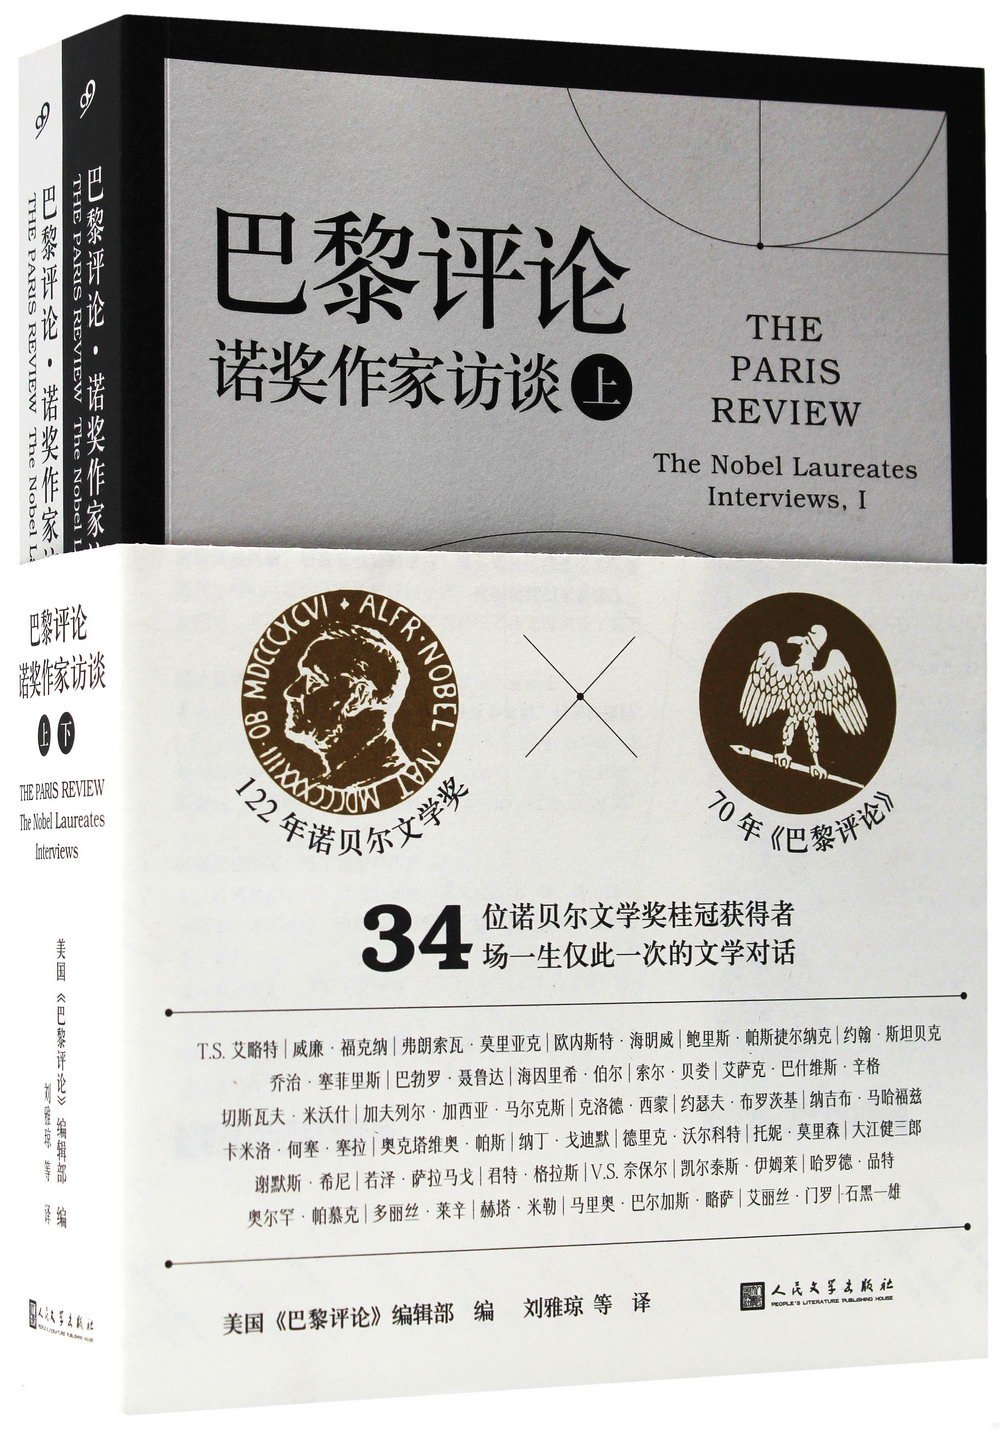 巴黎评论·诺奖作家
THE PARIS REVIEW The Nobel
巴黎评论·诺奖作家
THE PARIS REVIEW The Nobel
巴黎评论
诺奖作家访谈 上
THE
PARIS
REVIEW
The Nobel Laureates
Interviews, I
巴黎评论
诺奖作家访谈
上 下
THE PARIS REVIEW
The Nobel Laureates
Interviews
美国《巴黎评论》编辑部 编
刘雅琼 等 译
人民文学出版社
PEOPLE'S LITERATURE PUBLISHING HOUSE
ALFR·NOBEL
NAT MDCCCXXXIII·OB MDCCCXCVI
122年诺贝尔文学奖
70年《巴黎评论》
34 位诺贝尔文学奖桂冠获得者
场一生仅此一次的文学对话
T.S. 艾略特|威廉·福克纳|弗朗索瓦·莫里亚克|欧内斯特·海明威|鲍里斯·帕斯捷尔纳克|约翰·斯坦贝克
乔治·塞菲里斯|巴勃罗·聂鲁达|海因里希·伯尔|索尔·贝娄|艾萨克·巴什维斯·辛格
切斯瓦夫·米沃什|加夫列尔·加西亚·马尔克斯|克洛德·西蒙|约瑟夫·布罗茨基|纳吉布·马哈福兹
卡米洛·何塞·塞拉|奥克塔维奥·帕斯|纳丁·戈迪默|德里克·沃尔科特|托妮·莫里森|大江健三郎
谢默斯·希尼|若泽·萨拉马戈|君特·格拉斯|V.S. 奈保尔|凯尔泰斯·伊姆莱|哈罗德·品特
奥尔罕·帕慕克|多丽丝·莱辛|赫塔·米勒|马里奥·巴尔加斯·略萨|艾丽丝·门罗|石黑一雄
美国《巴黎评论》编辑部 编 刘雅琼 等 译
人民文学出版社
PEOPLE'S LITERATURE PUBLISHING HOUSE